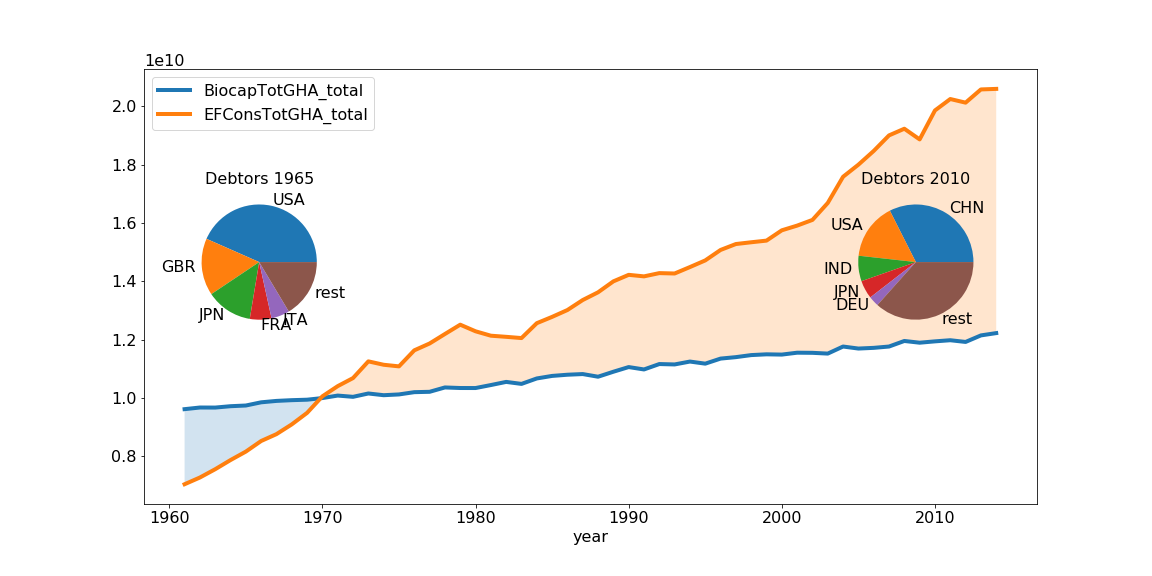 1e10
BiocapTotGHA_total
EFConsTotGHA_total
2.0
1.8
1.6
1.4
1.2
1.0
0.8
Debtors 1965
USA
GBR
JPN
FRA
ITA
rest
Debtors 2010
CHN
USA
IND
JPN
DEU
rest
1960
1970
1980
1990
2000
2010
year